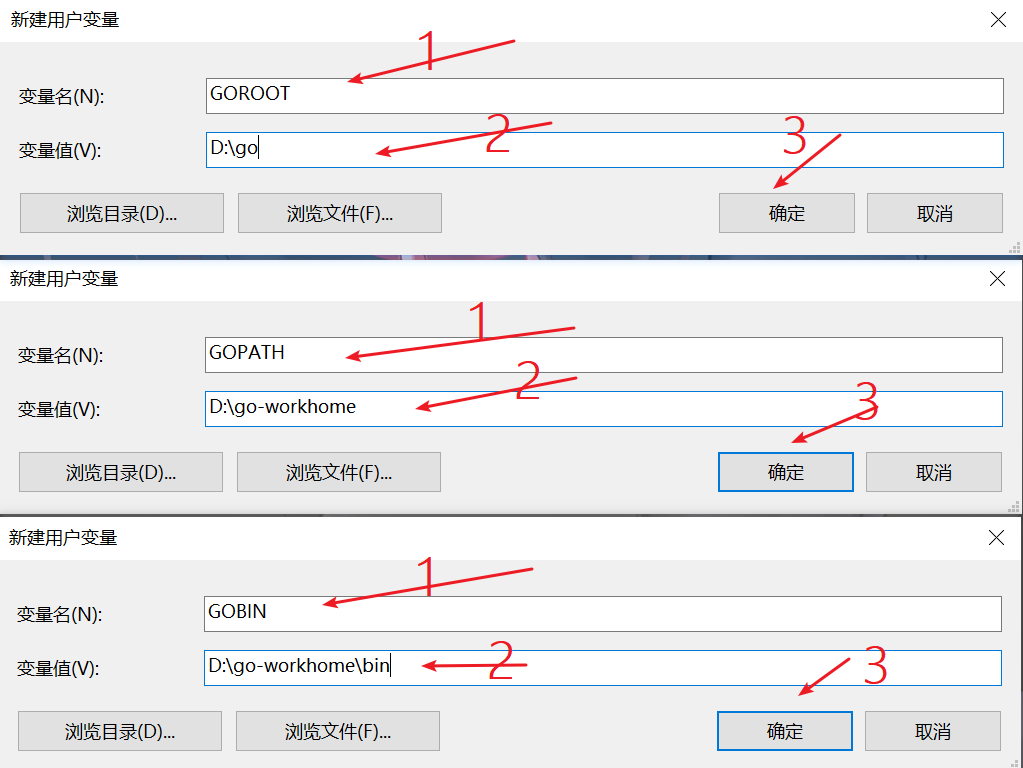 新建用户变量
1
变量名(N):
GOROOT
2
3
变量值(V):
D:\go
浏览目录(D)...
浏览文件(F)...
确定
取消
新建用户变量
1
变量名(N):
GOPATH
2
3
变量值(V):
D:\go-workhome
浏览目录(D)...
浏览文件(F)...
确定
取消
新建用户变量
1
变量名(N):
GOBIN
2
3
变量值(V):
D:\go-workhome\bin
浏览目录(D)...
浏览文件(F)...
确定
取消